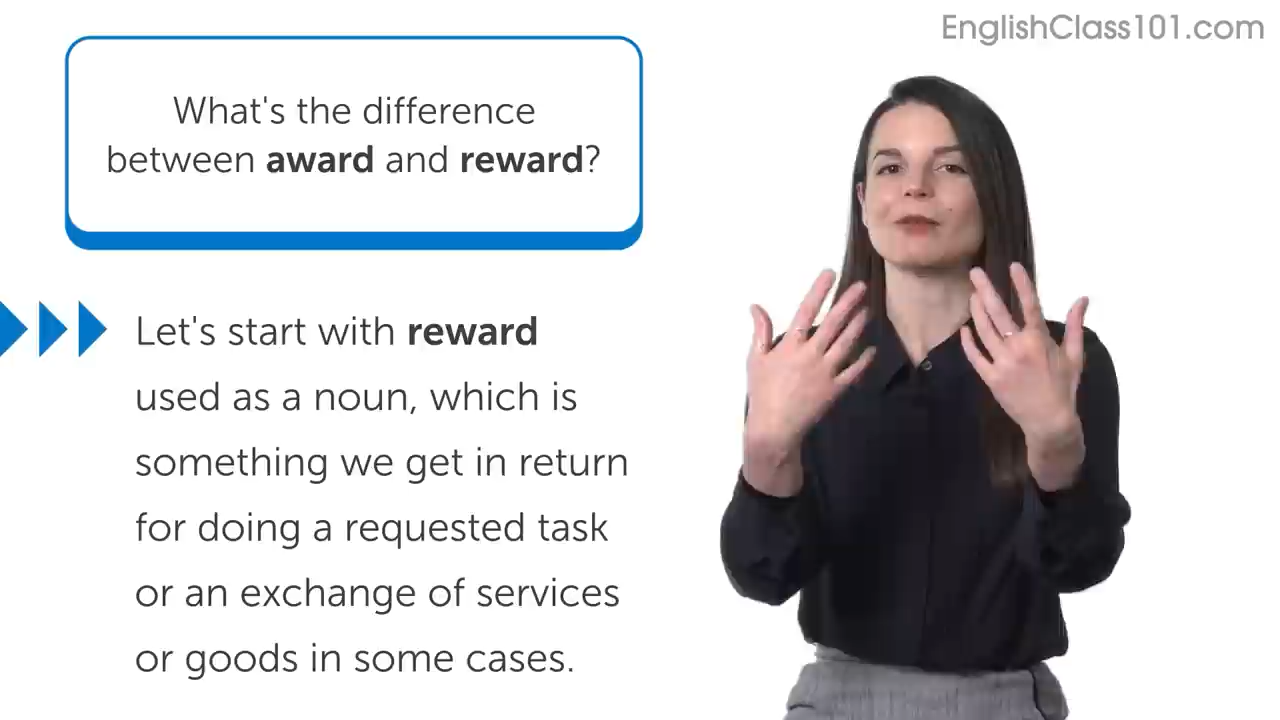 EnglishClass101.com
What's the difference
between award and reward?
Let's start with reward
used as a noun, which is
something we get in return
for doing a requested task
or an exchange of services
or goods in some cases.